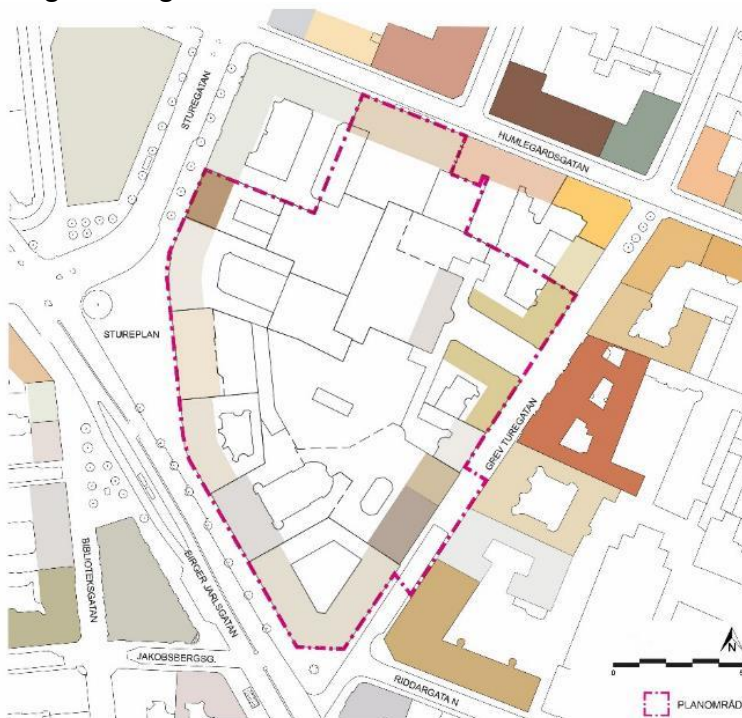 STUREGATAN
HUMLEGÅRDSGATAN
STUREPLAN
GREV TUREGATAN
BIBLIOTEKSGATAN
BIRGER JARLSGATAN
JAKOBSBERGSG.
RIDDARGATAN
N
0
PLANOMRÅD